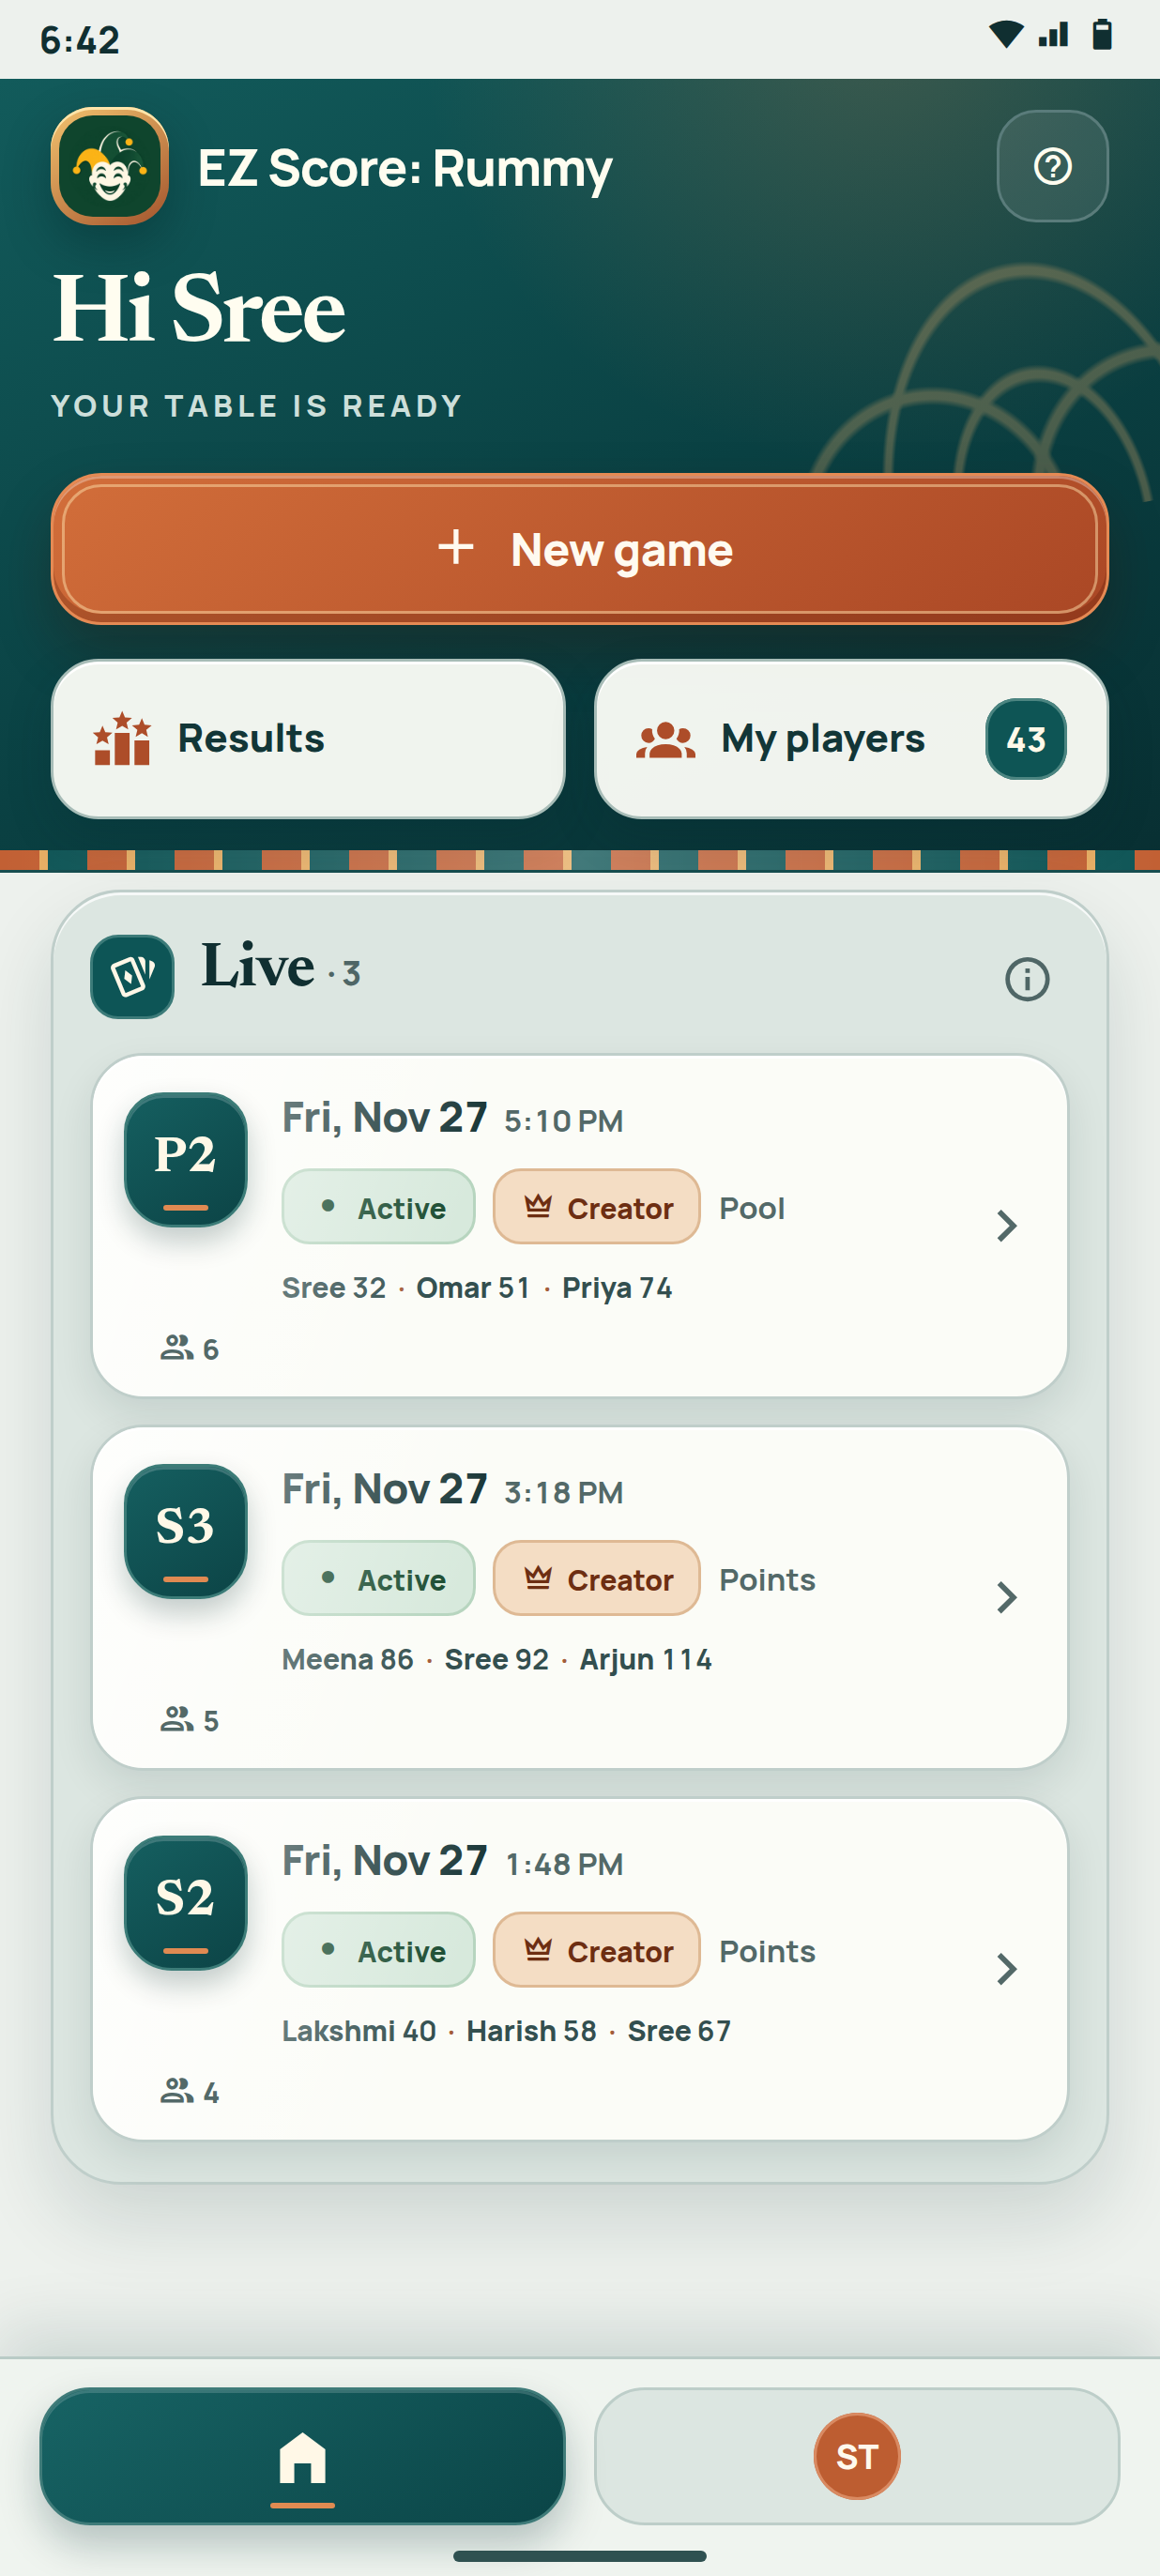 6:42
EZ Score: Rummy
Hi Sree
YOUR TABLE IS READY
New game
Results
My players 43
Live · 3
P2 Fri, Nov 27 5:10 PM
Active Creator Pool
Sree 32 · Omar 51 · Priya 74
6
S3 Fri, Nov 27 3:18 PM
Active Creator Points
Meena 86 · Sree 92 · Arjun 114
5
S2 Fri, Nov 27 1:48 PM
Active Creator Points
Lakshmi 40 · Harish 58 · Sree 67
4
ST